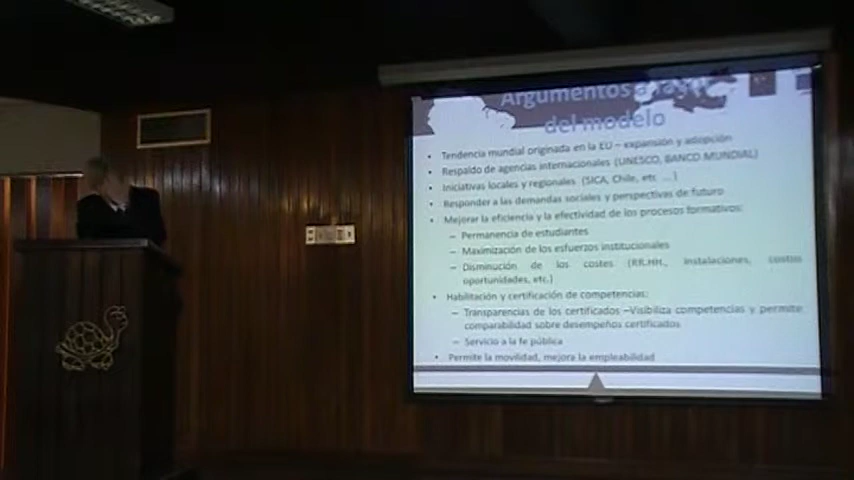 Argumentos a
del modelo
• Tendencia mundial originada en la EU – expansión y adopción
• Respaldo de agencias internacionales (UNESCO, BANCO MUNDIAL)
• Iniciativas locales y regionales (SICA, Chile, etc ...)
• Responder a las demandas sociales y perspectivas de futuro
• Mejorar la eficiencia y la efectividad de los procesos formativos:
– Permanencia de estudiantes
– Maximización de los esfuerzos institucionales
– Disminución de los costes (RR.HH., instalaciones, costos
oportunidades, etc.)
• Habilitación y certificación de competencias:
– Transparencias de los certificados –Visibiliza competencias y permite
comparabilidad sobre desempeños certificados
– Servicio a la fe pública
• Permite la movilidad, mejora la empleabilidad